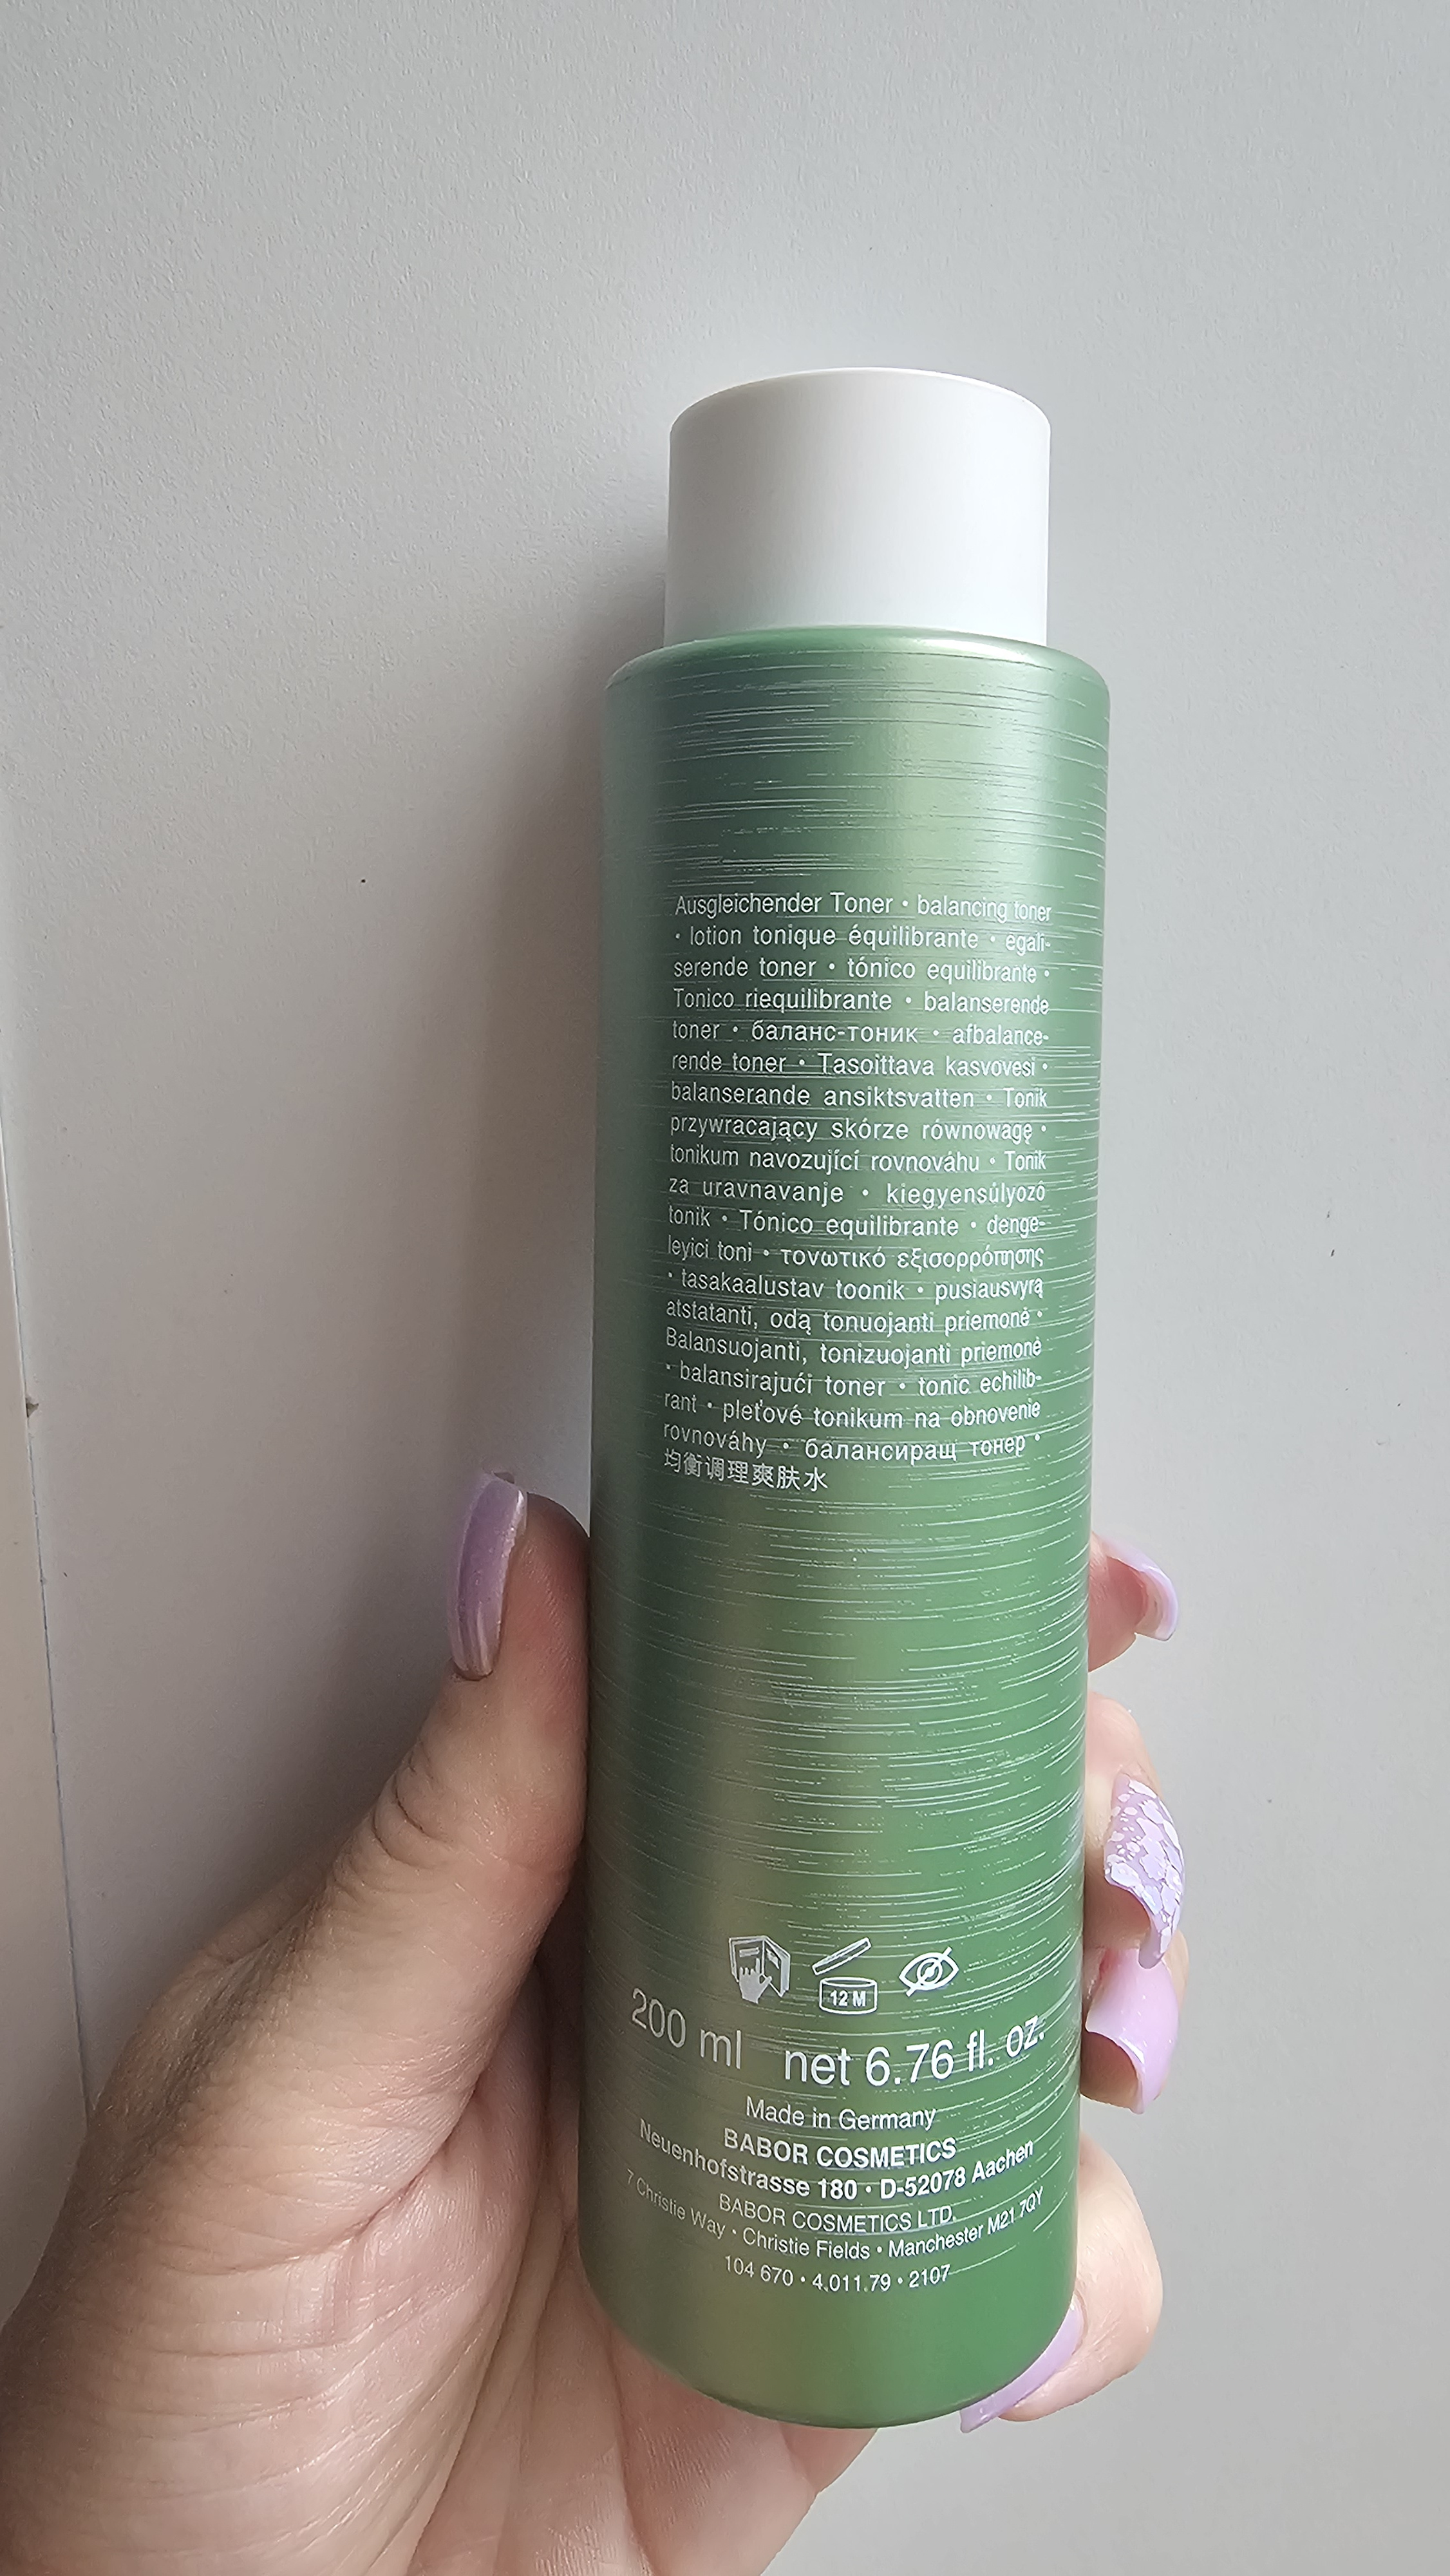 Ausgleichender Toner • balancing toner
• lotion tonique équilibrante • egali-
serende toner • tónico equilibrante •
Tonico riequilibrante • balanserende
toner • баланс-тоник • afbalance-
rende toner • Tasoittava kasvovesi •
balanserande ansiktsvatten • Tonik
przywracający skórze równowagę •
tonikum navozující rovnováhu • Tonik
za uravnavanje • kiegyensúlyozó
tonik • Tónico equilibrante • denge-
leyici toni • τονωτικό εξισορρόπησης
• tasakaalustav toonik • pusiausvyrą
atstatanti, odą tonuojanti priemonė •
Balansuojanti, tonizuojanti priemonė
• balansirajući toner • tonic echilib-
rant • pleťové tonikum na obnovenie
rovnováhy • балансиращ тонер •
均衡调理爽肤水
12 M
200 ml net 6.76 fl. oz.
Made in Germany
BABOR COSMETICS
Neuenhofstrasse 180 • D-52078 Aachen
BABOR COSMETICS LTD.
7 Christie Way • Christie Fields • Manchester M21 7QY
104 670 • 4.011.79 • 2107